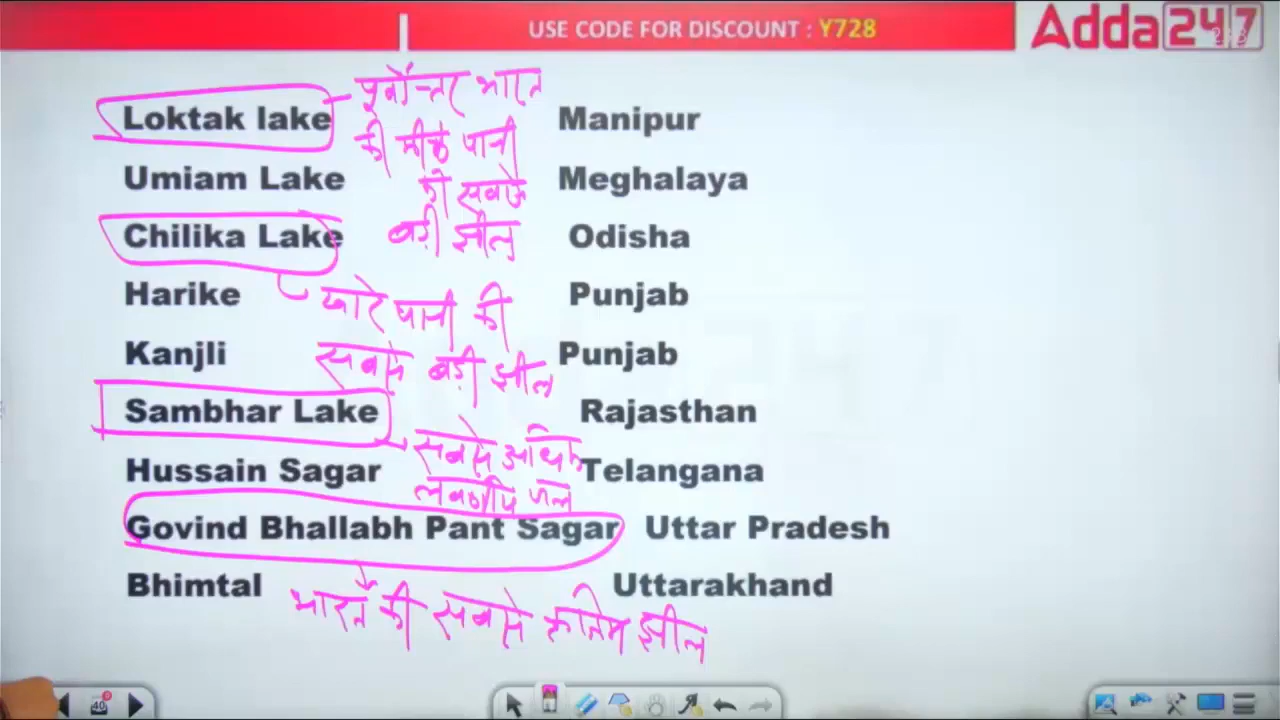 USE CODE FOR DISCOUNT : Y728
Adda247
Loktak lake Manipur
पूर्वोत्तर भारत
की मीठे पानी
की सबसे
बड़ी झील
Umiam Lake Meghalaya
Chilika Lake Odisha
खारे पानी की
सबसे बड़ी झील
Harike Punjab
Kanjli Punjab
Sambhar Lake Rajasthan
सबसे अधिक
लवणीय जल
Hussain Sagar Telangana
Govind Bhallabh Pant Sagar Uttar Pradesh
भारत की सबसे कृत्रिम झील
Bhimtal Uttarakhand
40